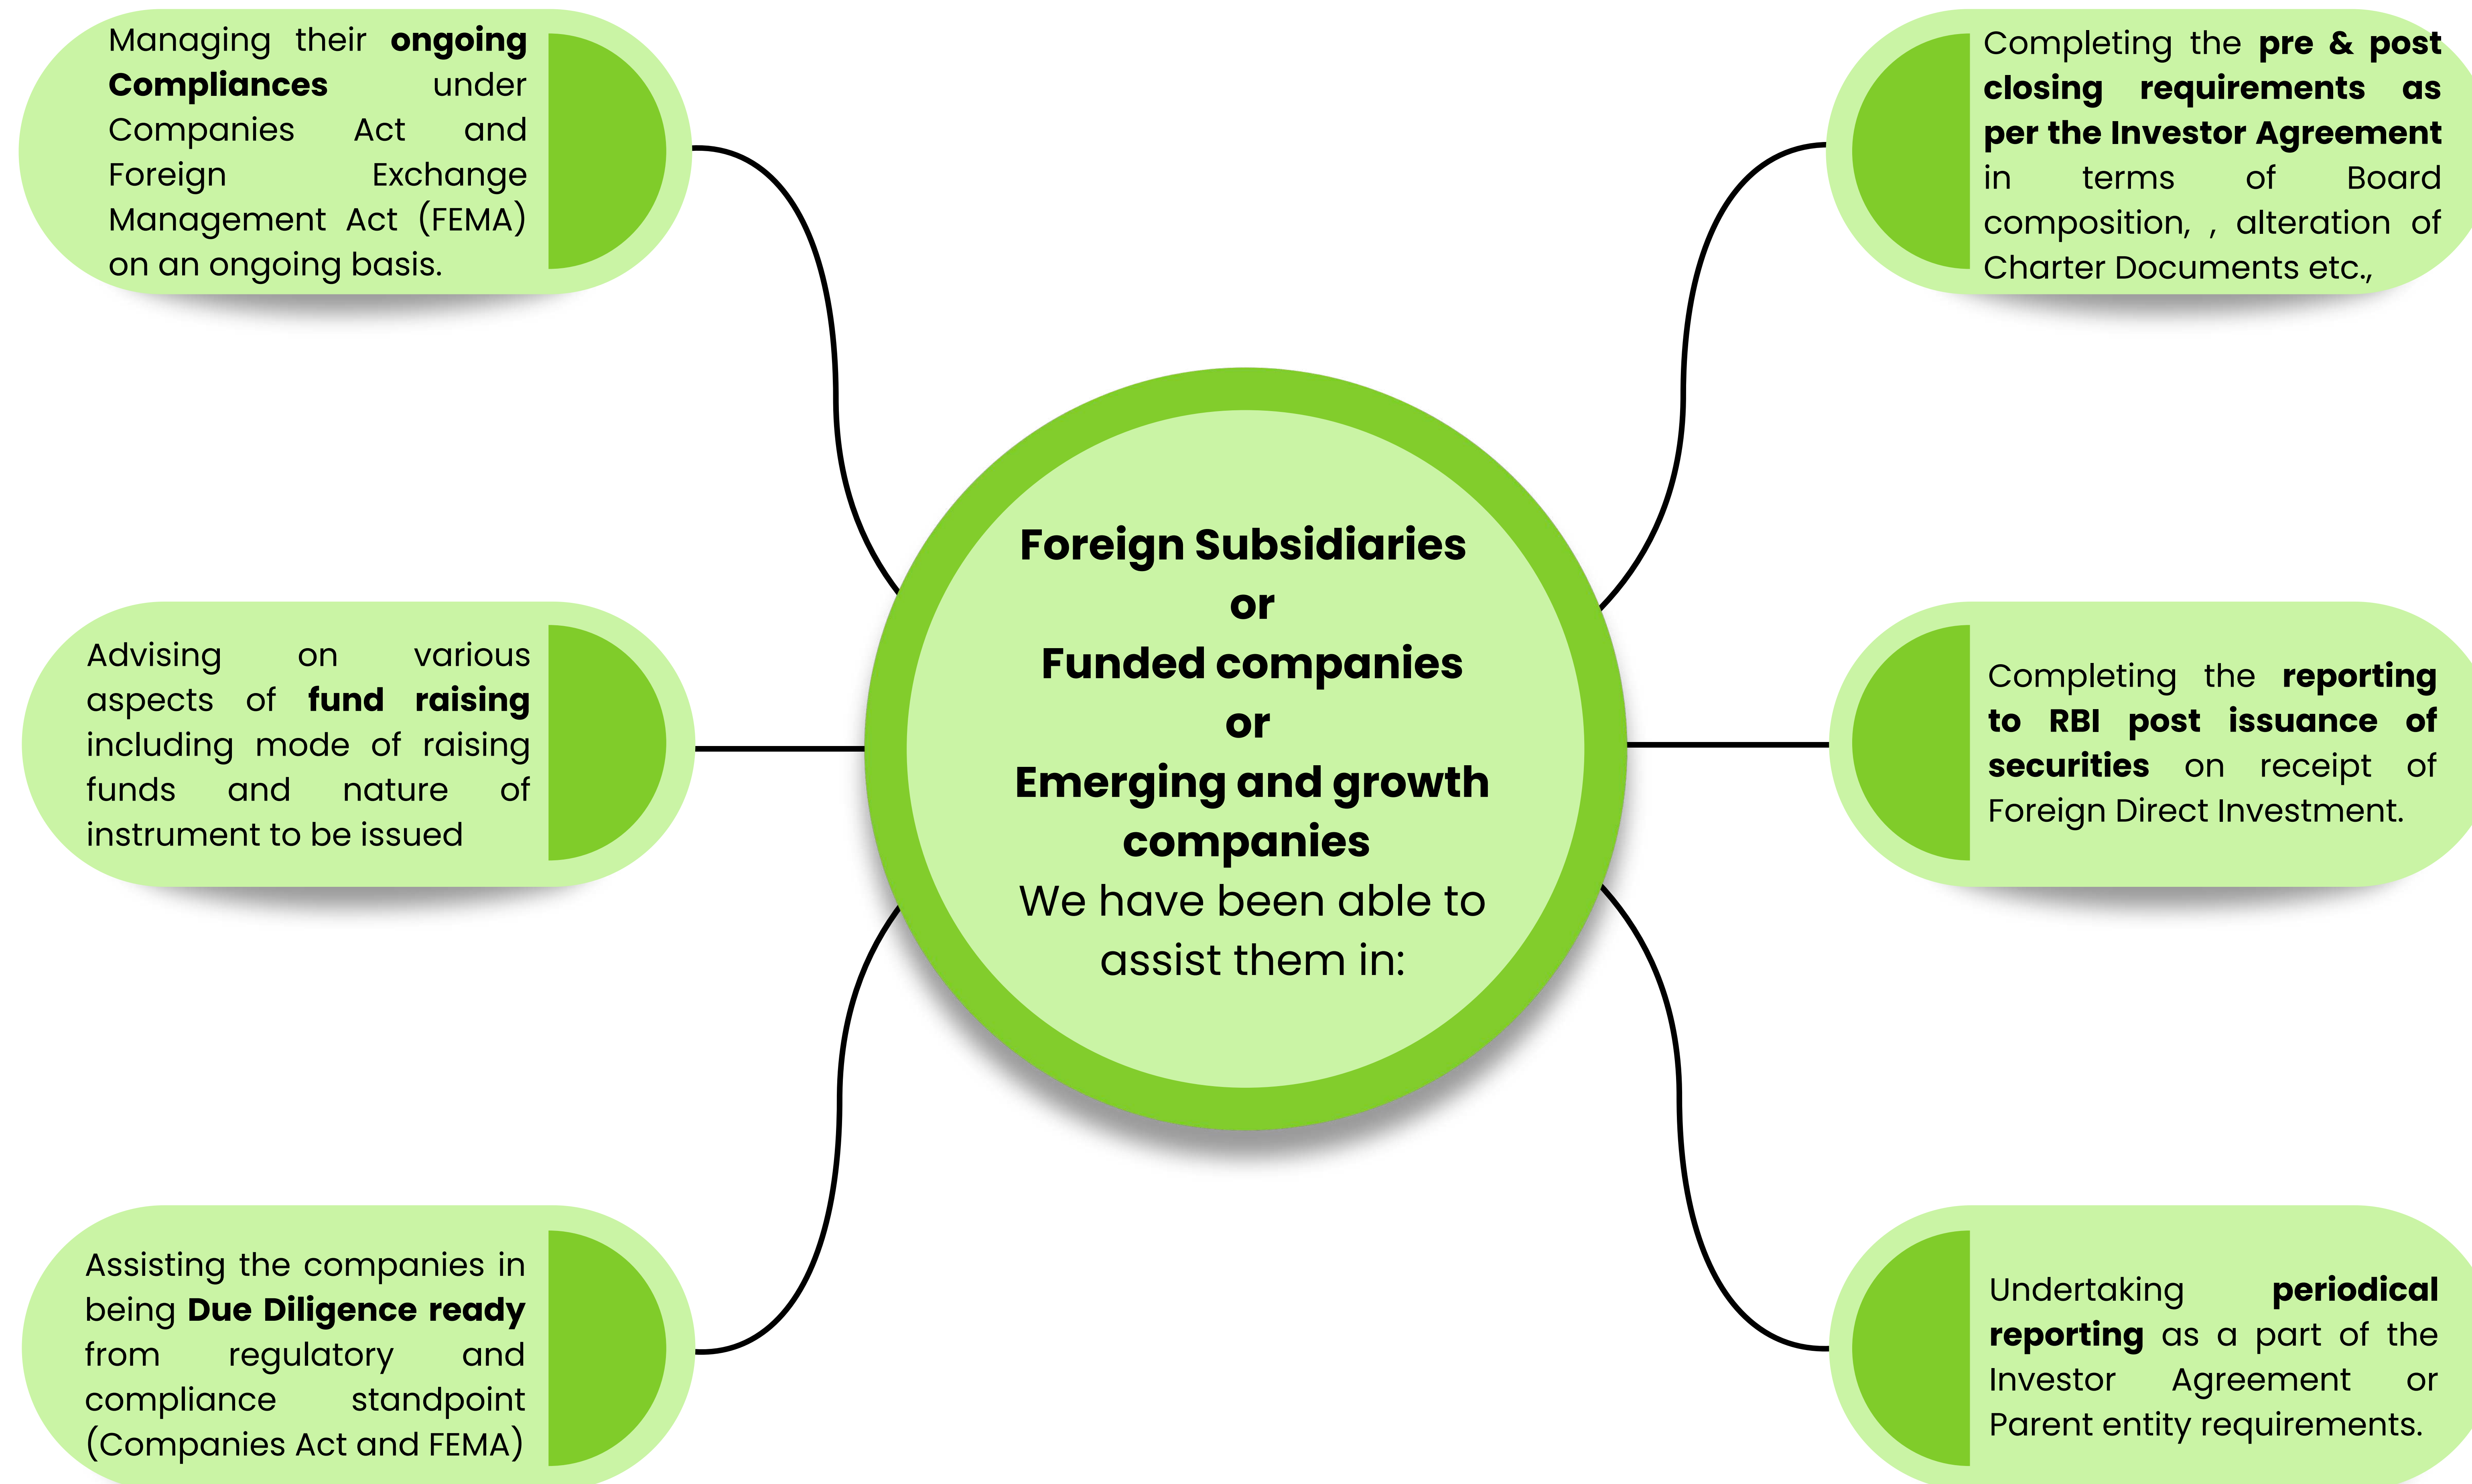 Managing their ongoing
Compliances under
Companies Act and
Foreign Exchange
Management Act (FEMA)
on an ongoing basis.
Completing the pre & post
closing requirements as
per the Investor Agreement
in terms of Board
composition, , alteration of
Charter Documents etc.,
Foreign Subsidiaries
or
Funded companies
or
Emerging and growth
companies
We have been able to
assist them in:
Advising on various
aspects of fund raising
including mode of raising
funds and nature of
instrument to be issued
Completing the reporting
to RBI post issuance of
securities on receipt of
Foreign Direct Investment.
Assisting the companies in
being Due Diligence ready
from regulatory and
compliance standpoint
(Companies Act and FEMA)
Undertaking periodical
reporting as a part of the
Investor Agreement or
Parent entity requirements.